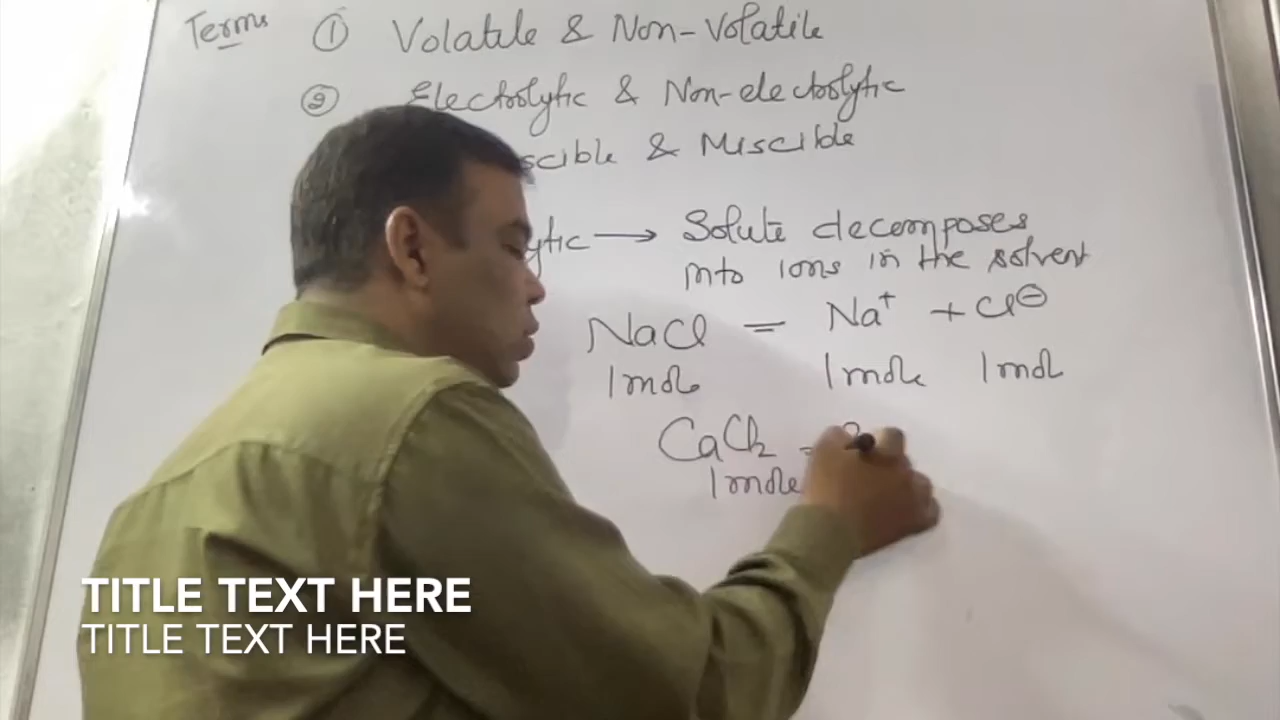 Terms ① Volatile & Non-Volatile
② Electrolytic & Non-electrolytic
scible & Miscible
ytic → Solute decomposes
into ions in the solvent
NaCl = Na⁺ + Cl⊖
1mole 1mole 1mol
CaCl₂ =
1mole
TITLE TEXT HERE
TITLE TEXT HERE